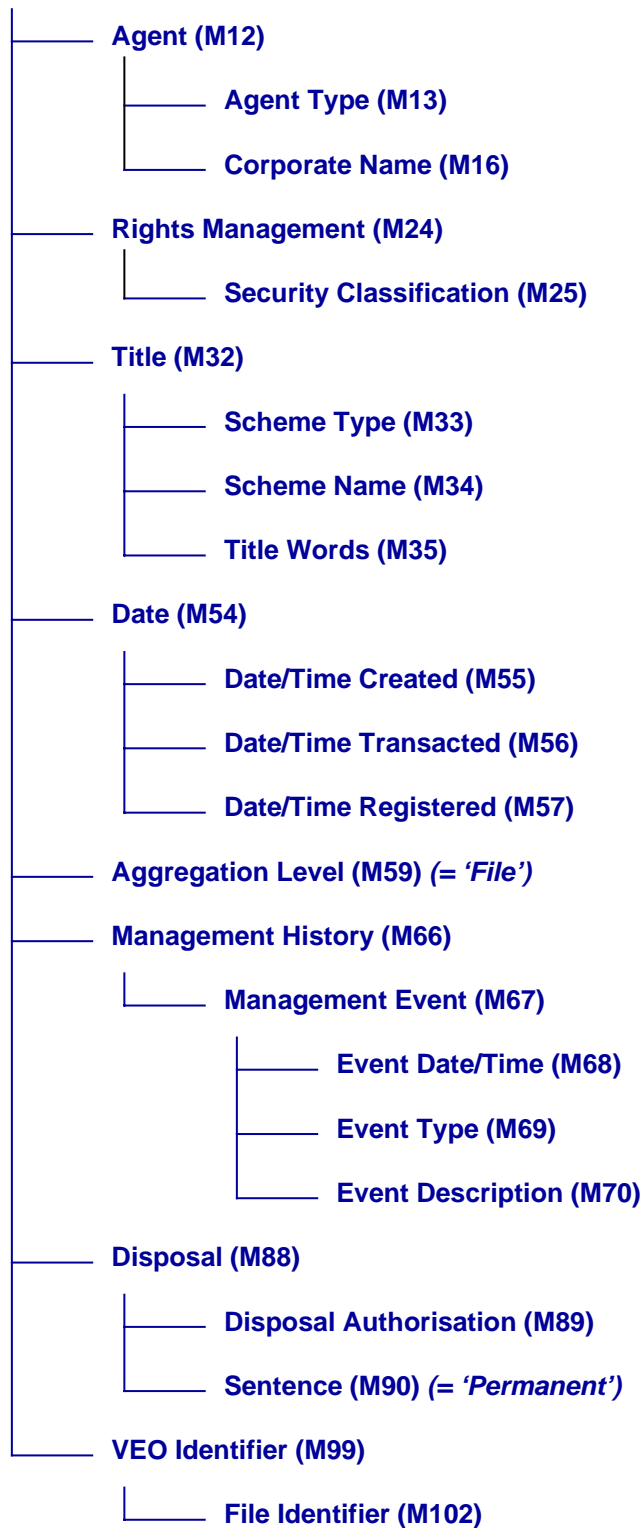 Agent (M12)
Agent Type (M13)
Corporate Name (M16)
Rights Management (M24)
Security Classification (M25)
Title (M32)
Scheme Type (M33)
Scheme Name (M34)
Title Words (M35)
Date (M54)
Date/Time Created (M55)
Date/Time Transacted (M56)
Date/Time Registered (M57)
Aggregation Level (M59) (= ‘File’)
Management History (M66)
Management Event (M67)
Event Date/Time (M68)
Event Type (M69)
Event Description (M70)
Disposal (M88)
Disposal Authorisation (M89)
Sentence (M90) (= ‘Permanent’)
VEO Identifier (M99)
File Identifier (M102)